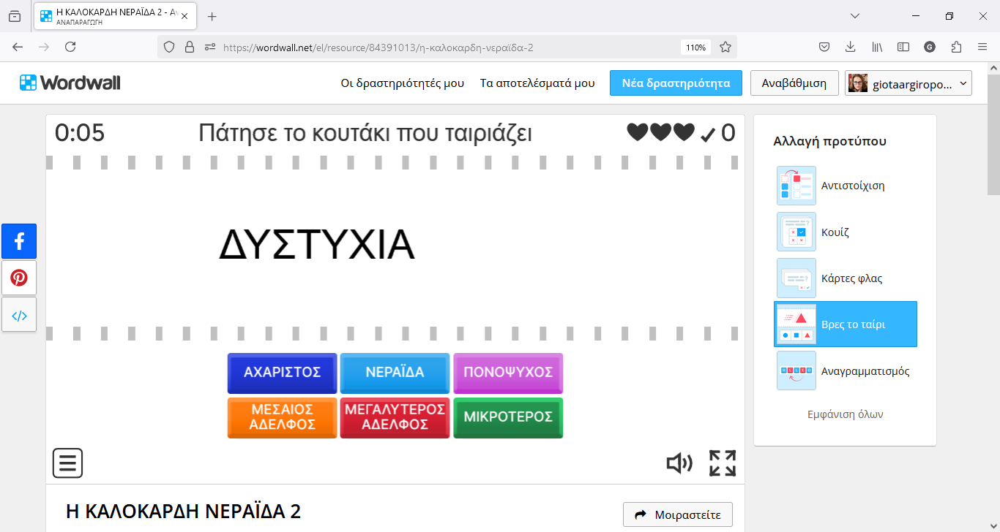 Η ΚΑΛΟΚΑΡΔΗ ΝΕΡΑΪΔΑ 2 - Αν
ΑΝΑΠΑΡΑΓΩΓΗ
https://wordwall.net/el/resource/84391013/η-καλοκαρδη-νεραϊδα-2
110%
G
Wordwall
Οι δραστηριότητές μου
Τα αποτελέσματά μου
Νέα δραστηριότητα
Αναβάθμιση
giotaargiropo...
0:05
Πάτησε το κουτάκι που ταιριάζει
0
ΔΥΣΤΥΧΙΑ
ΑΧΑΡΙΣΤΟΣ
ΝΕΡΑΪΔΑ
ΠΟΝΟΨΥΧΟΣ
ΜΕΣΑΙΟΣ
ΑΔΕΛΦΟΣ
ΜΕΓΑΛΥΤΕΡΟΣ
ΑΔΕΛΦΟΣ
ΜΙΚΡΟΤΕΡΟΣ
Η ΚΑΛΟΚΑΡΔΗ ΝΕΡΑΪΔΑ 2
Μοιραστείτε
Αλλαγή προτύπου
Αντιστοίχιση
Κουίζ
Κάρτες φλας
Βρες το ταίρι
Αναγραμματισμός
Εμφάνιση όλων